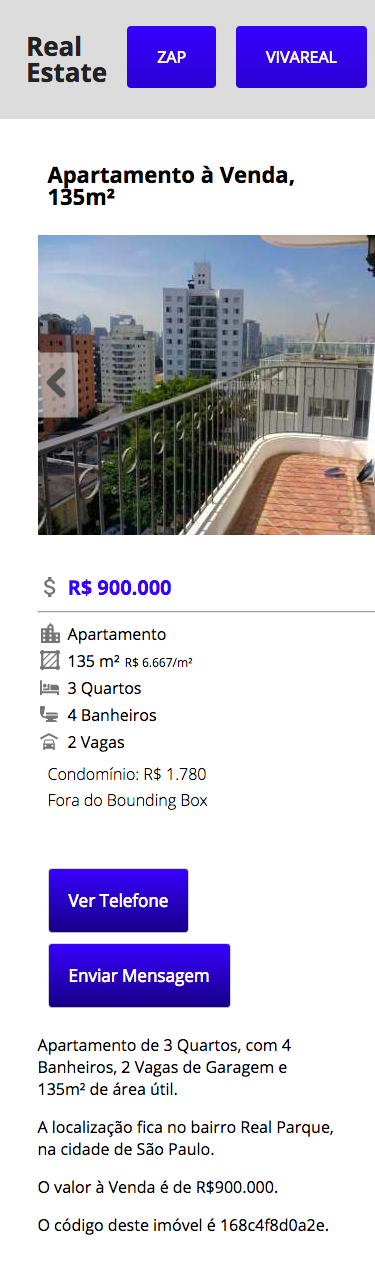 Real
Estate
ZAP
VIVAREAL
Apartamento à Venda,
135m²
R$ 900.000
Apartamento
135 m² R$ 6.667/m²
3 Quartos
4 Banheiros
2 Vagas
Condomínio: R$ 1.780
Fora do Bounding Box
Ver Telefone
Enviar Mensagem
Apartamento de 3 Quartos, com 4
Banheiros, 2 Vagas de Garagem e
135m² de área útil.
A localização fica no bairro Real Parque,
na cidade de São Paulo.
O valor à Venda é de R$900.000.
O código deste imóvel é 168c4f8d0a2e.